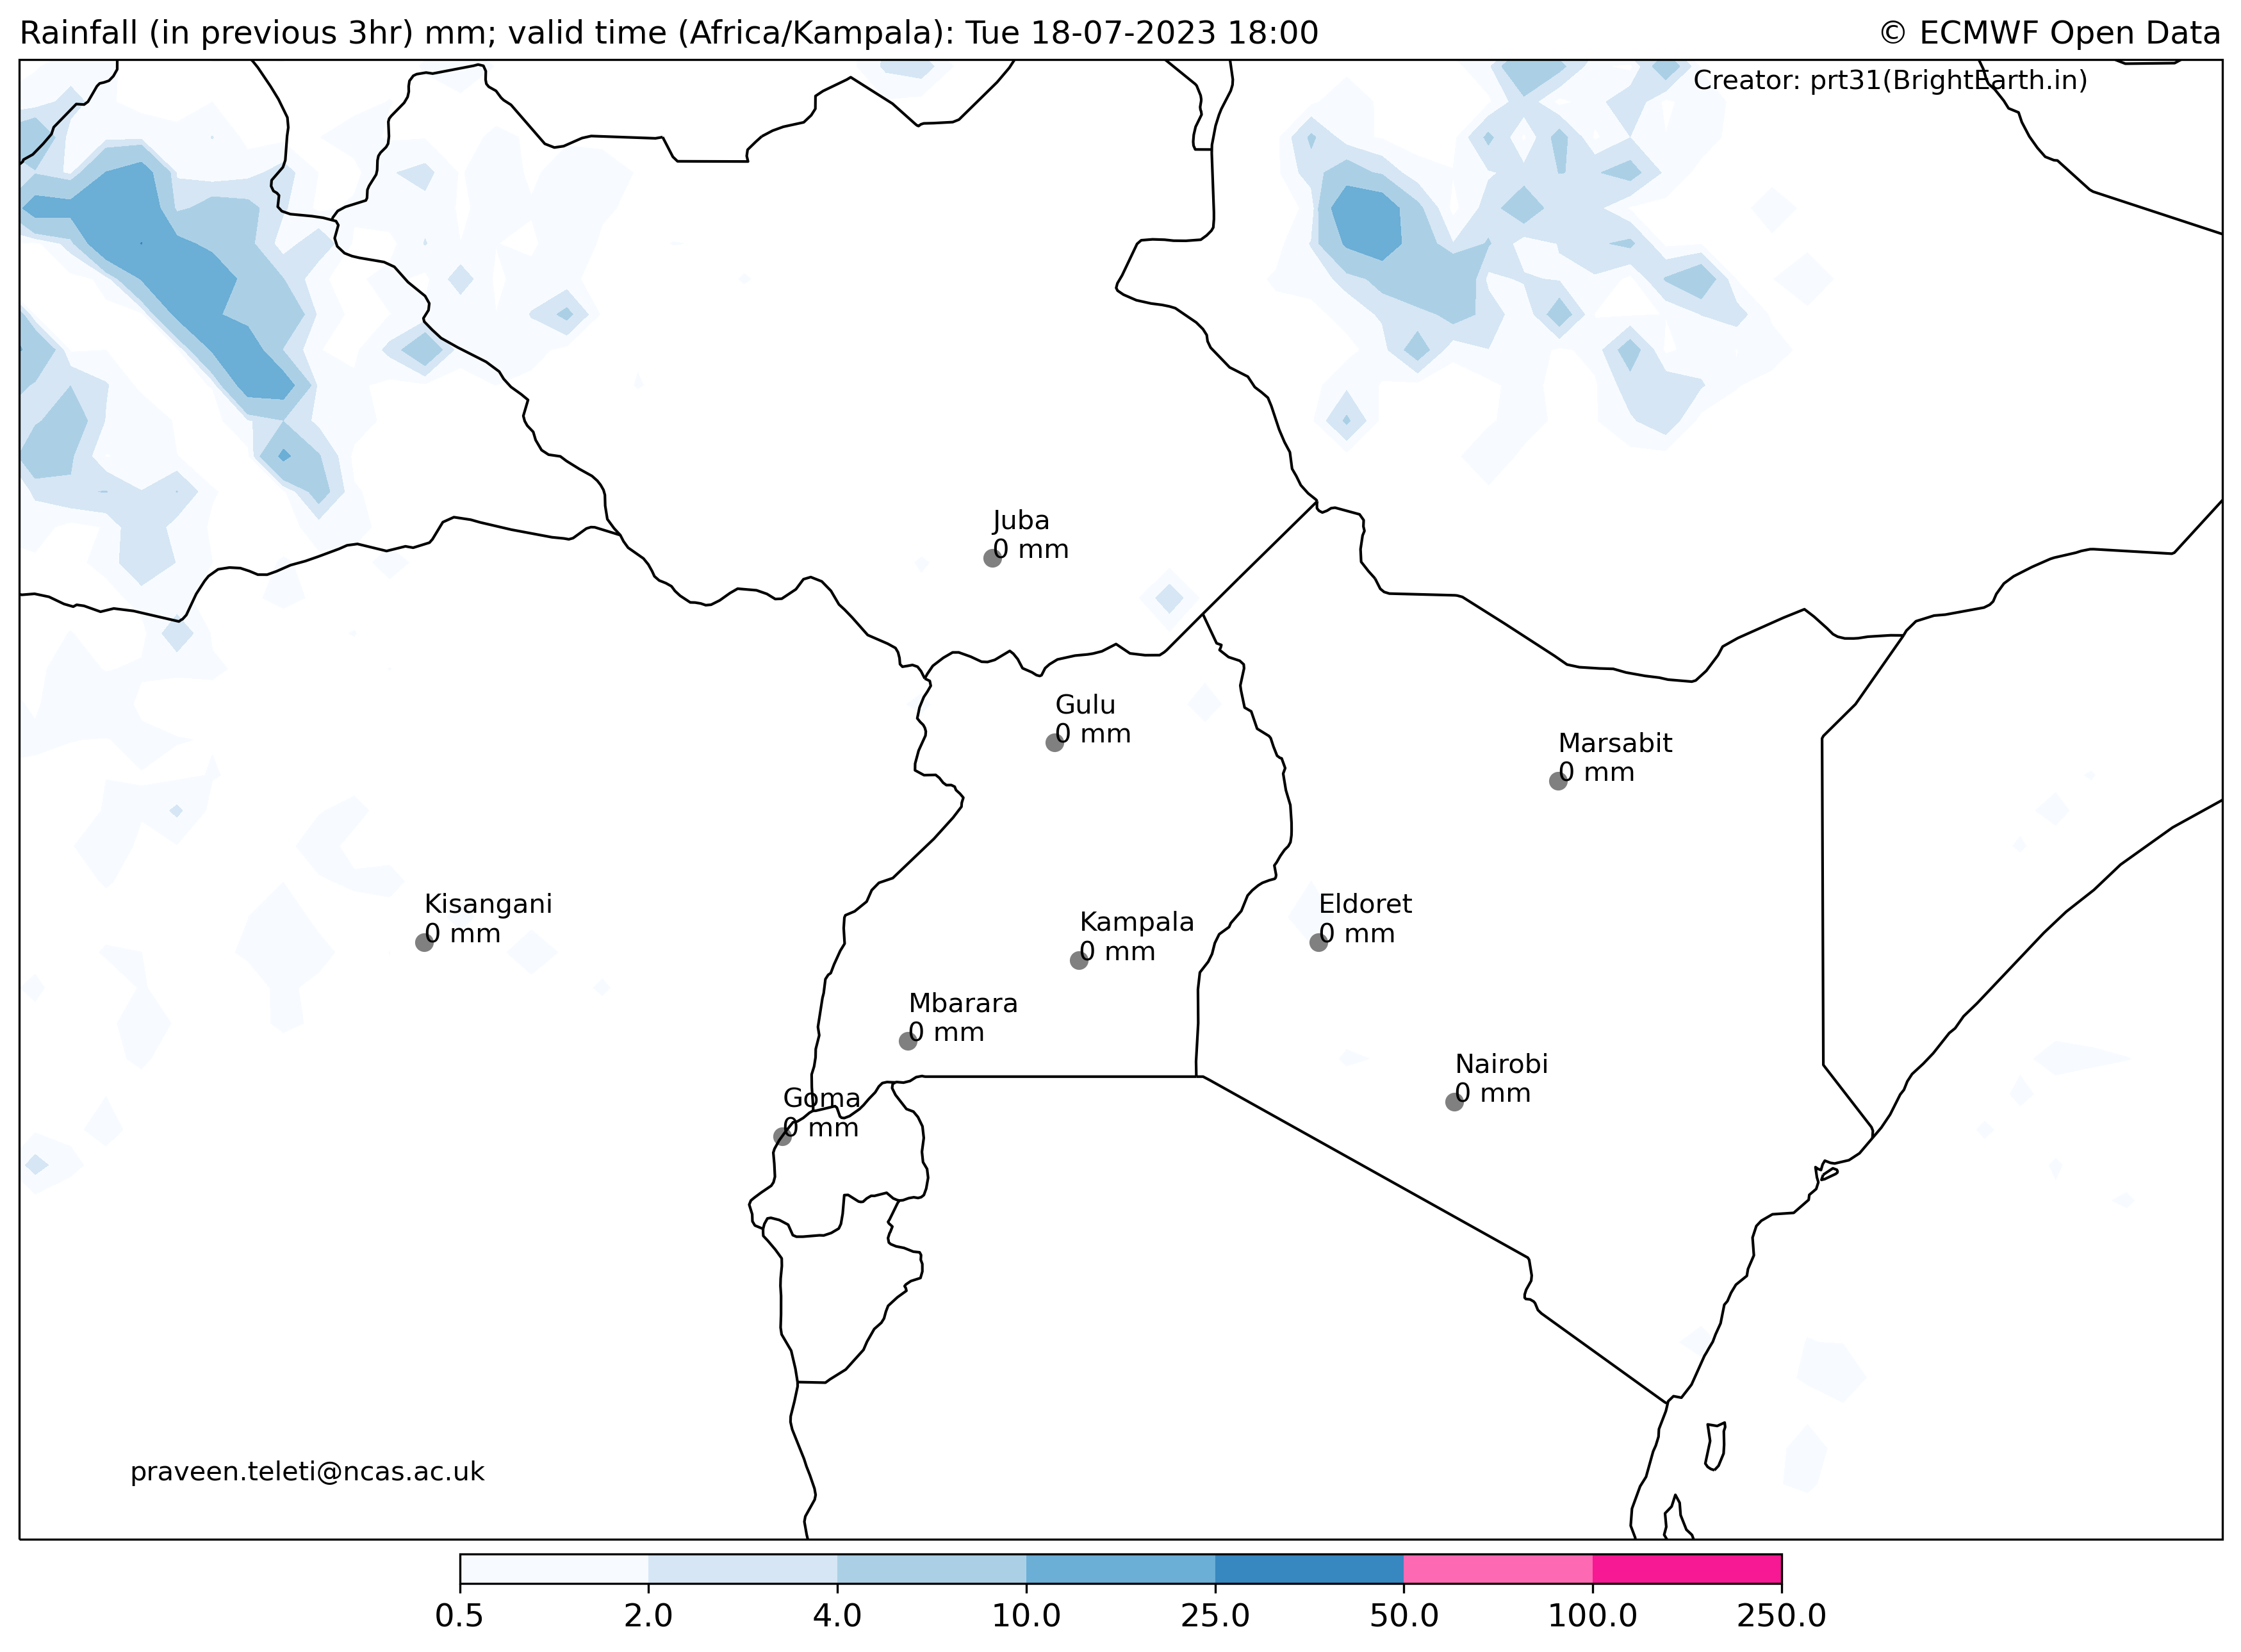 Rainfall (in previous 3hr) mm; valid time (Africa/Kampala): Tue 18-07-2023 18:00
© ECMWF Open Data
Creator: prt31(BrightEarth.in)
Juba
0 mm
Gulu
0 mm
Marsabit
0 mm
Kisangani
0 mm
Kampala
0 mm
Eldoret
0 mm
Mbarara
0 mm
Nairobi
0 mm
Goma
0 mm
praveen.teleti@ncas.ac.uk
0.5 2.0 4.0 10.0 25.0 50.0 100.0 250.0